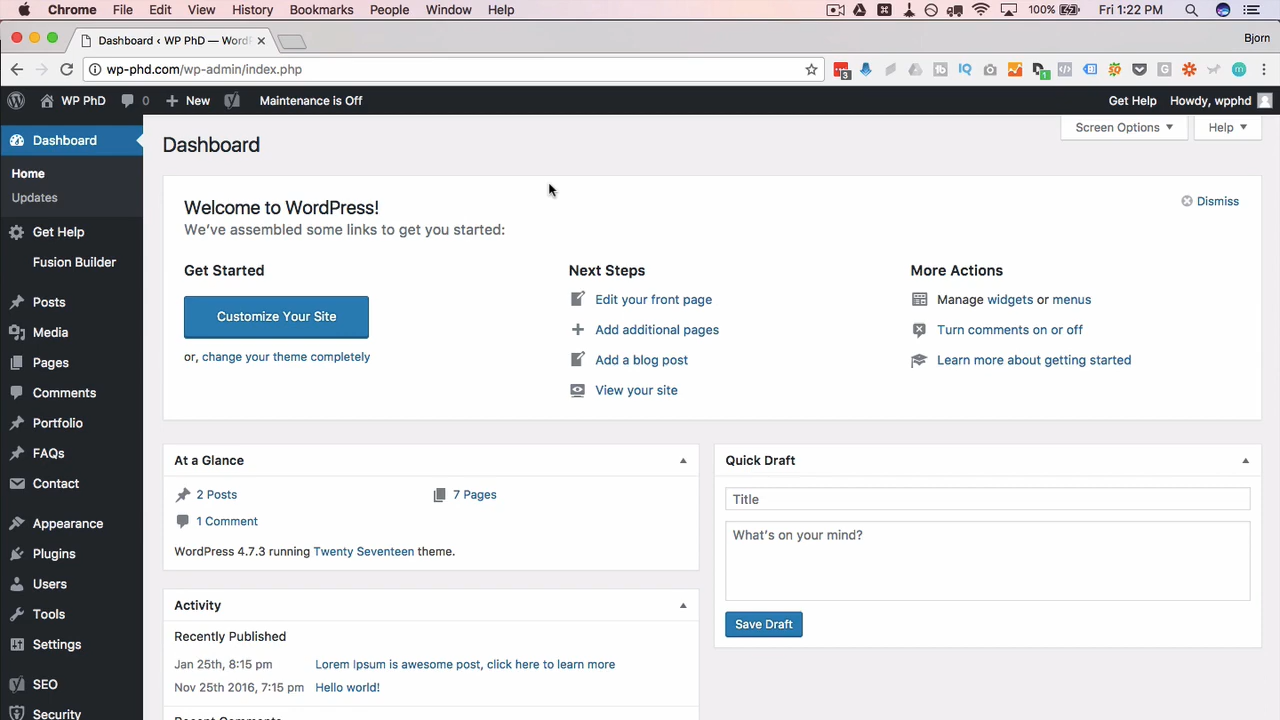 Chrome File Edit View History Bookmarks People Window Help 100% Fri 1:22 PM
Dashboard ‹ WP PhD — WordP
Bjorn
wp-phd.com/wp-admin/index.php 3 1
WP PhD 0 New Maintenance is Off Get Help Howdy, wpphd
Dashboard
Home
Updates
Get Help
Fusion Builder
Posts
Media
Pages
Comments
Portfolio
FAQs
Contact
Appearance
Plugins
Users
Tools
Settings
SEO
Security
Screen Options Help
Dashboard
Welcome to WordPress!
We've assembled some links to get you started:
Dismiss
Get Started
Customize Your Site
or, change your theme completely
Next Steps
Edit your front page
Add additional pages
Add a blog post
View your site
More Actions
Manage widgets or menus
Turn comments on or off
Learn more about getting started
At a Glance
2 Posts 7 Pages
1 Comment
WordPress 4.7.3 running Twenty Seventeen theme.
Activity
Recently Published
Jan 25th, 8:15 pm Lorem Ipsum is awesome post, click here to learn more
Nov 25th 2016, 7:15 pm Hello world!
Recent Comments
Quick Draft
Title
What's on your mind?
Save Draft